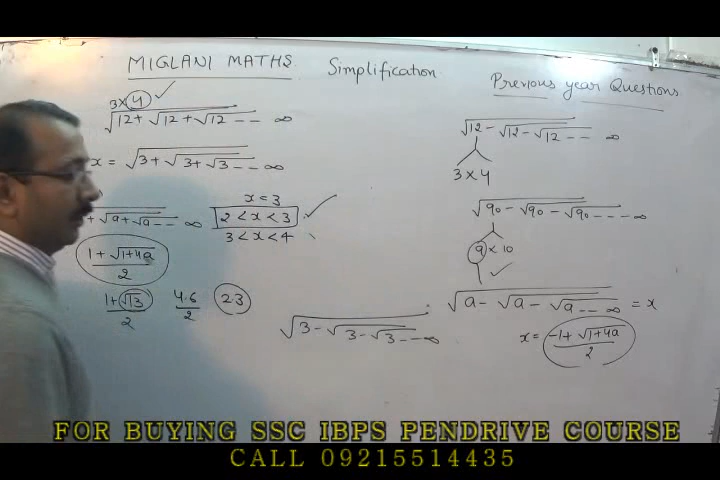 MIGLANI MATHS
Simplification
Previous year Questions
3×4 ✓
√12+√12+√12 -- ∞
x = √3+√3+√3 -- ∞
+√a+√a -- ∞
1+√1+4a
2
1+√13
2
4.6
2
2.3
x=3
2<x<3 ✓
3<x<4
√3-√3-√3 -- ∞
√12-√12-√12 -- ∞
3×4
√90-√90-√90 --- ∞
9×10 ✓
√a-√a-√a -- ∞ = x
x = -1+√1+4a
2
FOR BUYING SSC IBPS PENDRIVE COURSE
CALL 09215514435